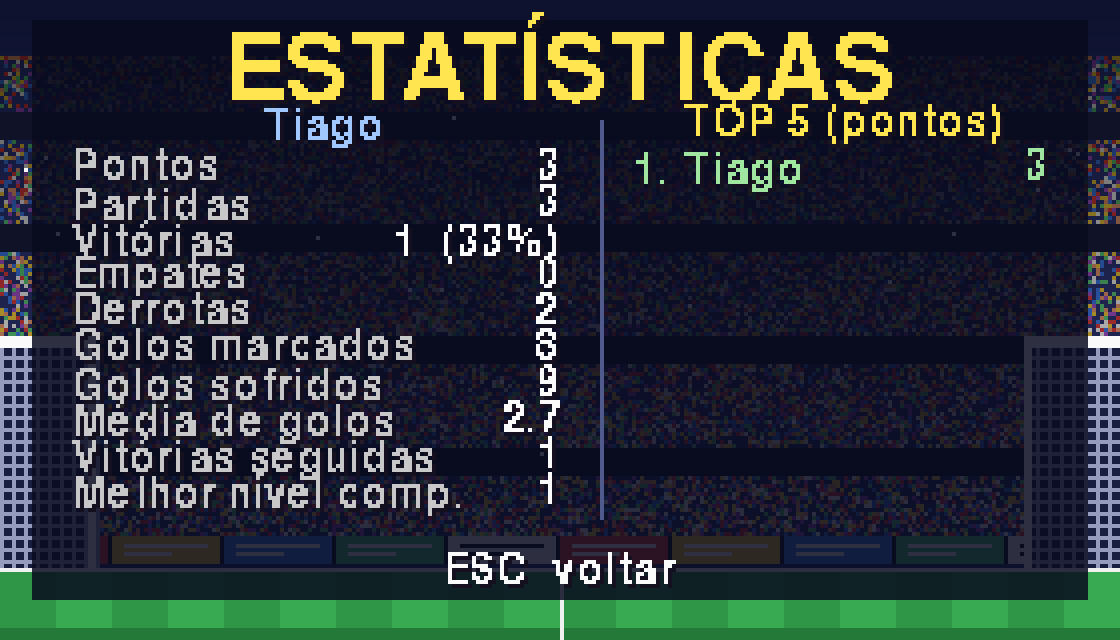 ESTATÍSTICAS
Tiago
Pontos 3
Partidas 3
Vitórias 1 (33%)
Empates 0
Derrotas 2
Golos marcados 6
Golos sofridos 9
Média de golos 2.7
Vitórias seguidas 1
Melhor nível comp. 1
TOP 5 (pontos)
1. Tiago 3
ESC voltar